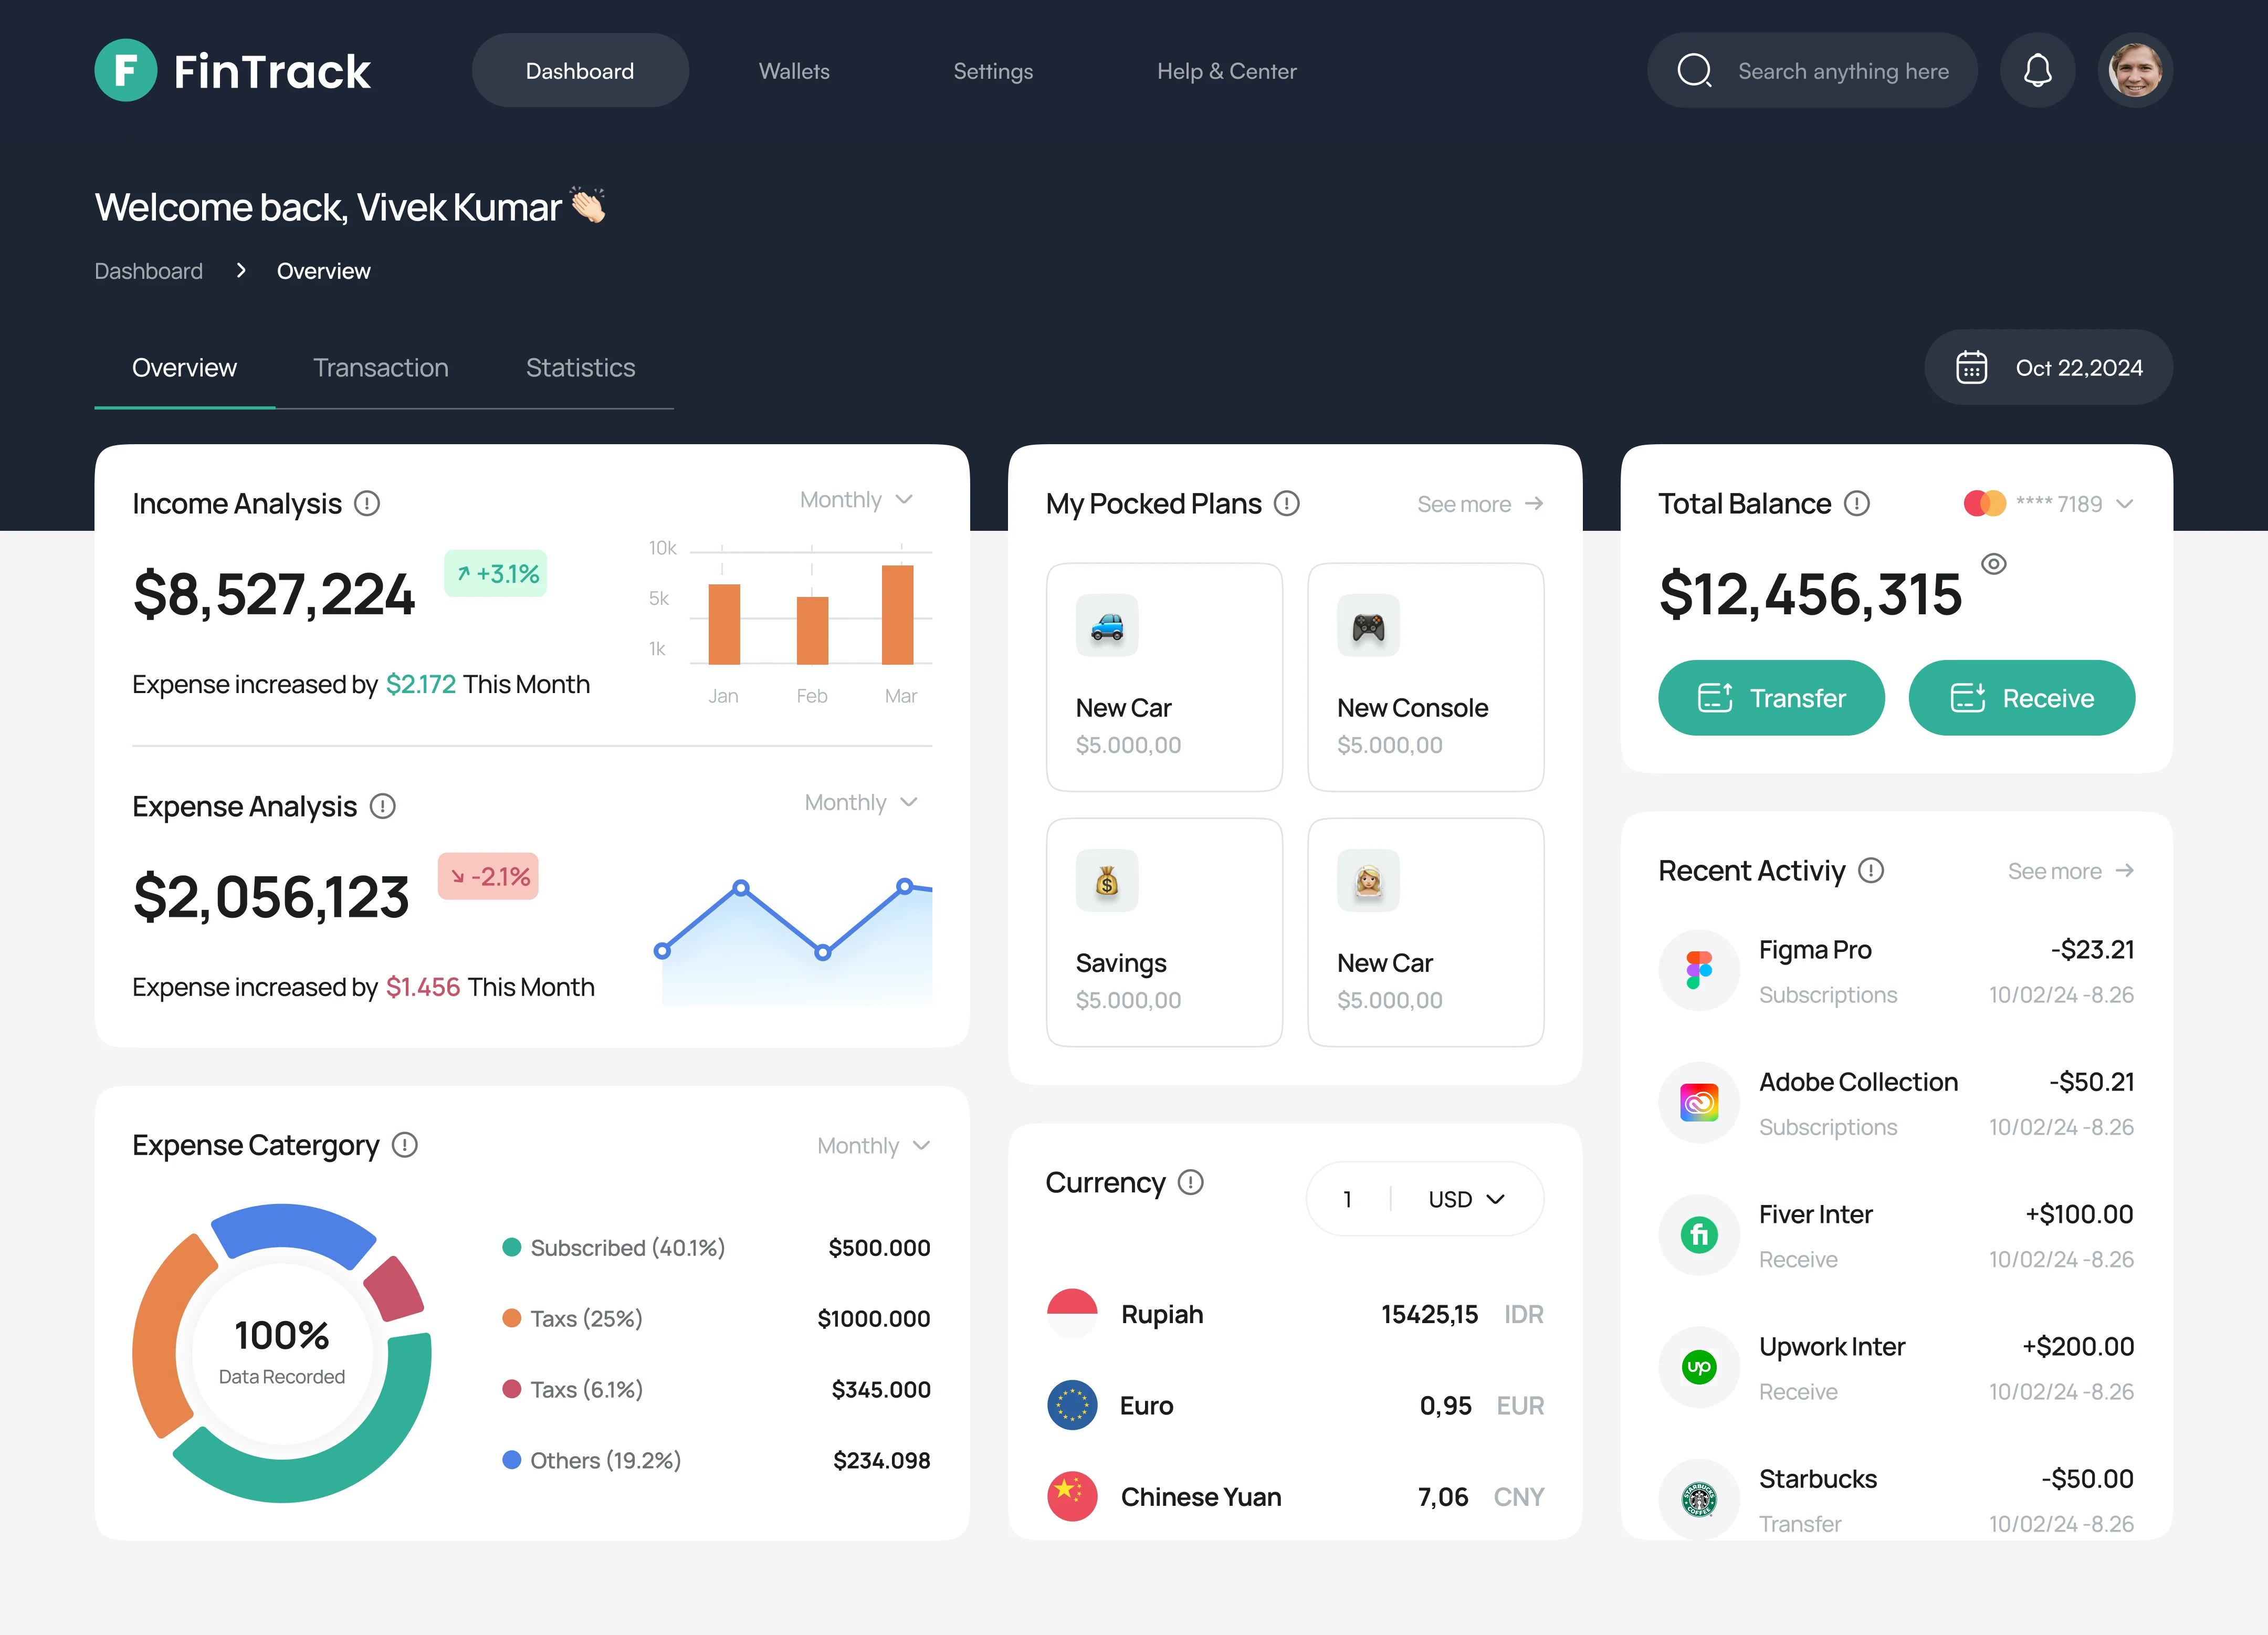 F FinTrack
Dashboard
Wallets
Settings
Help & Center
Search anything here
Welcome back, Vivek Kumar 👏🏻
Dashboard > Overview
Overview
Transaction
Statistics
Oct 22,2024
Income Analysis
Monthly
$8,527,224
+3.1%
Expense increased by $2.172 This Month
10k
5k
1k
Jan
Feb
Mar
Expense Analysis
Monthly
$2,056,123
-2.1%
Expense increased by $1.456 This Month
Expense Catergory
Monthly
100%
Data Recorded
Subscribed (40.1%) $500.000
Taxs (25%) $1000.000
Taxs (6.1%) $345.000
Others (19.2%) $234.098
My Pocked Plans
See more
New Car
$5.000,00
New Console
$5.000,00
Savings
$5.000,00
New Car
$5.000,00
Currency
1 USD
Rupiah 15425,15 IDR
Euro 0,95 EUR
Chinese Yuan 7,06 CNY
Total Balance
**** 7189
$12,456,315
Transfer
Receive
Recent Activiy
See more
Figma Pro -$23.21
Subscriptions 10/02/24 -8.26
Adobe Collection -$50.21
Subscriptions 10/02/24 -8.26
fi
Fiver Inter +$100.00
Receive 10/02/24 -8.26
up
Upwork Inter +$200.00
Receive 10/02/24 -8.26
STARBUCKS COFFEE
Starbucks -$50.00
Transfer 10/02/24 -8.26